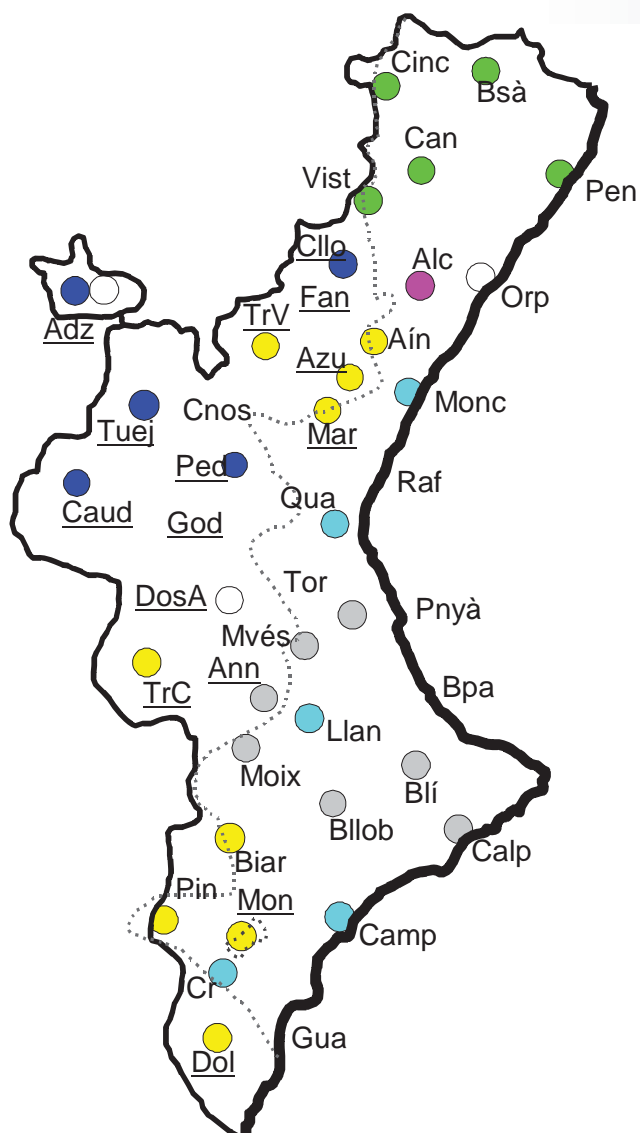 Cinc
Bsà
Can
Vist
Pen
Cllo
Alc
Fan
Orp
Adz
TrV
Aín
Azu
Monc
Cnos
Mar
Tuej
Ped
Raf
Caud
Qua
God
Tor
DosA
Pnyà
Mvés
Ann
TrC
Bpa
Llan
Moix
Blí
Bllob
Calp
Biar
Pin
Mon
Camp
Cr
Gua
Dol